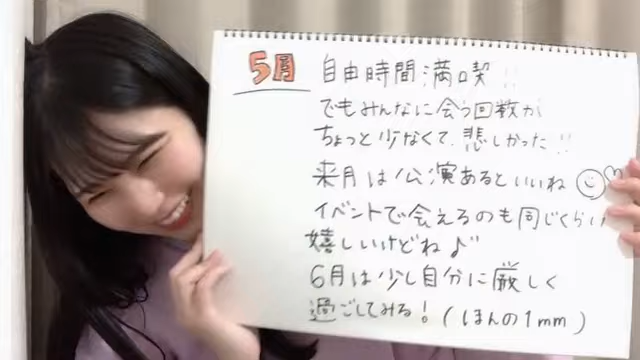 5月
自由時間満喫!!
でもみんなに会う回数が
ちょっと少なくて、悲しかった!!
来月は公演あるといいね
イベントで会えるのも同じくらい
嬉しいけどね♪
6月は少し自分に厳しく
過ごしてみる!(ほんの1mm)